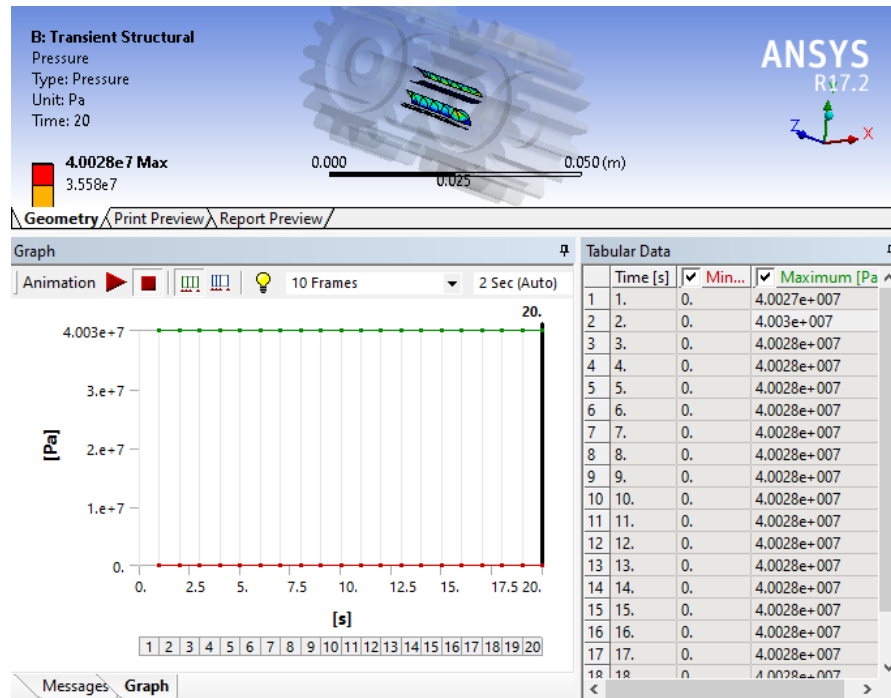 B: Transient Structural
Pressure
Type: Pressure
Unit: Pa
Time: 20
4.0028e7 Max
3.558e7
ANSYS
R17.2
Y
Z
X
0.000
0.050 (m)
0.025
Geometry
Print Preview
Report Preview
Graph
Animation
10 Frames
2 Sec (Auto)
20.
4.003e+7
3.e+7
2.e+7
1.e+7
0.
[Pa]
0.
2.5
5.
7.5
10.
12.5
15.
17.5
20.
[s]
1 2 3 4 5 6 7 8 9 10 11 12 13 14 15 16 17 18 19 20
Messages
Graph
Tabular Data
Time [s] Min... Maximum [Pa
1 1. 0. 4.0027e+007
2 2. 0. 4.003e+007
3 3. 0. 4.0028e+007
4 4. 0. 4.0028e+007
5 5. 0. 4.0028e+007
6 6. 0. 4.0028e+007
7 7. 0. 4.0028e+007
8 8. 0. 4.0028e+007
9 9. 0. 4.0028e+007
10 10. 0. 4.0028e+007
11 11. 0. 4.0028e+007
12 12. 0. 4.0028e+007
13 13. 0. 4.0028e+007
14 14. 0. 4.0028e+007
15 15. 0. 4.0028e+007
16 16. 0. 4.0028e+007
17 17. 0. 4.0028e+007
18 18. 0. 4.0028e+007